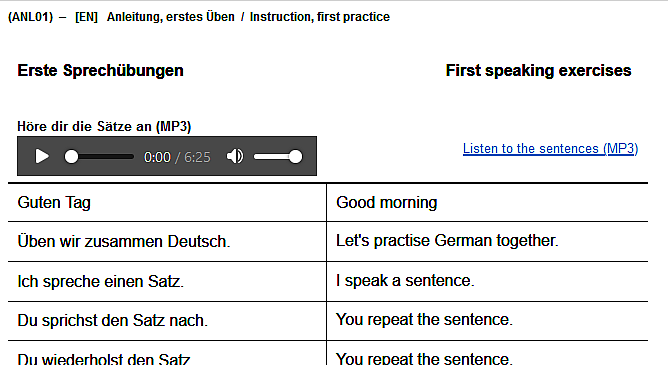 (ANL01) – [EN] Anleitung, erstes Üben / Instruction, first practice
Erste Sprechübungen First speaking exercises
Höre dir die Sätze an (MP3)
0:00 / 6:25 Listen to the sentences (MP3)
Guten Tag Good morning
Üben wir zusammen Deutsch. Let's practise German together.
Ich spreche einen Satz. I speak a sentence.
Du sprichst den Satz nach. You repeat the sentence.
Du wiederholst den Satz You repeat the sentence.